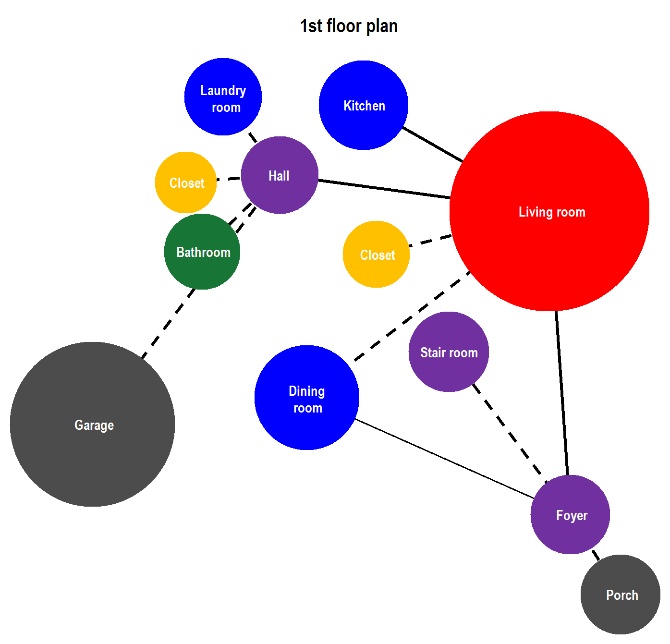 1st floor plan
Laundry
room
Kitchen
Hall
Closet
Living room
Bathroom
Closet
Stair room
Dining
room
Garage
Foyer
Porch